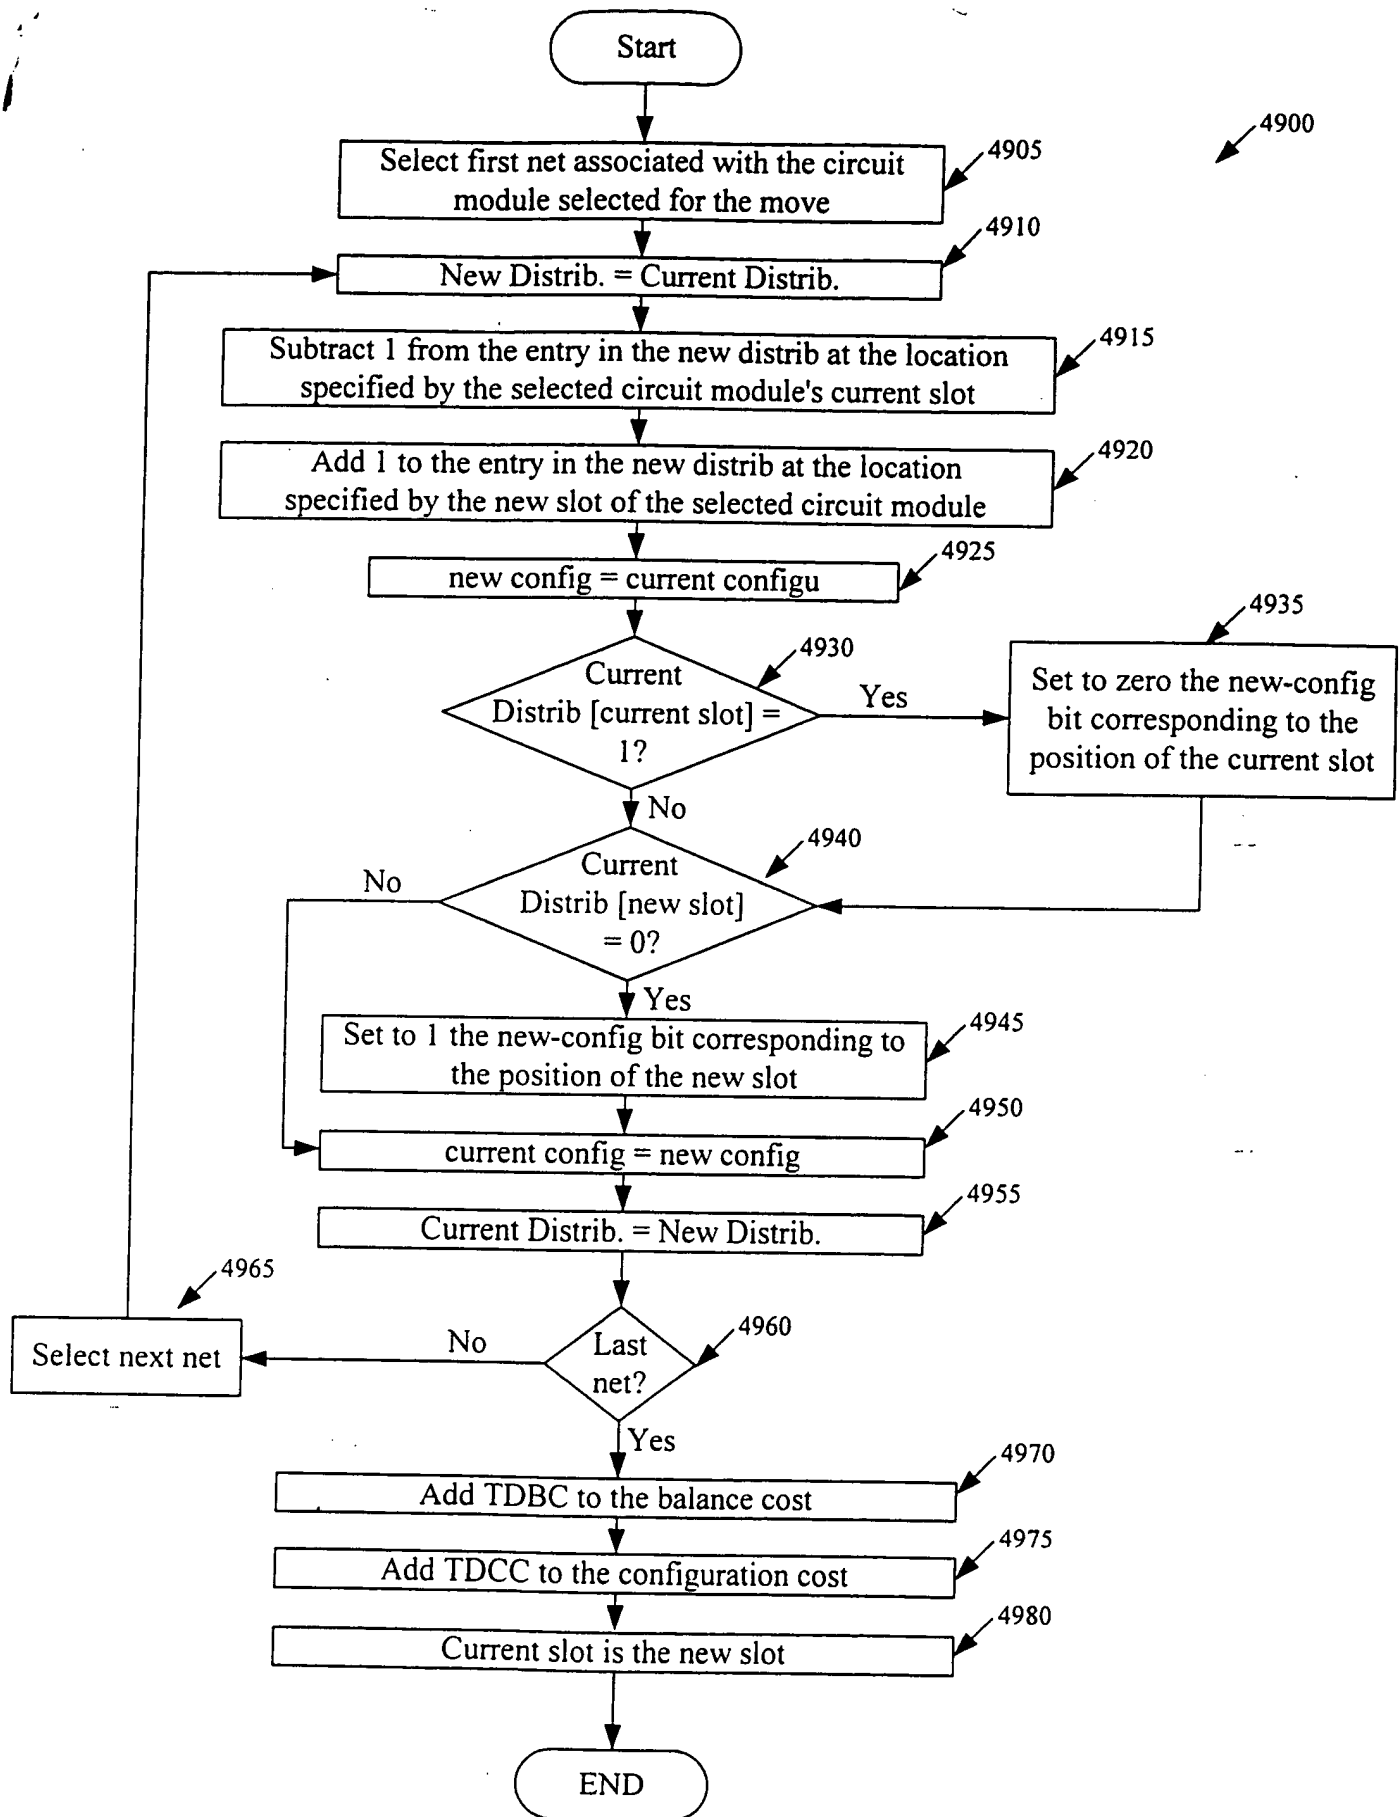 Start
4900
Select first net associated with the circuit
module selected for the move
4905
New Distrib. = Current Distrib.
4910
Subtract 1 from the entry in the new distrib at the location
specified by the selected circuit module's current slot
4915
Add 1 to the entry in the new distrib at the location
specified by the new slot of the selected circuit module
4920
new config = current configu
4925
Current
Distrib [current slot] =
1?
4930
Yes
Set to zero the new-config
bit corresponding to the
position of the current slot
4935
No
Current
Distrib [new slot]
= 0?
4940
No
Yes
Set to 1 the new-config bit corresponding to
the position of the new slot
4945
current config = new config
4950
Current Distrib. = New Distrib.
4955
Last
net?
4960
No
Select next net
4965
Yes
Add TDBC to the balance cost
4970
Add TDCC to the configuration cost
4975
Current slot is the new slot
4980
END